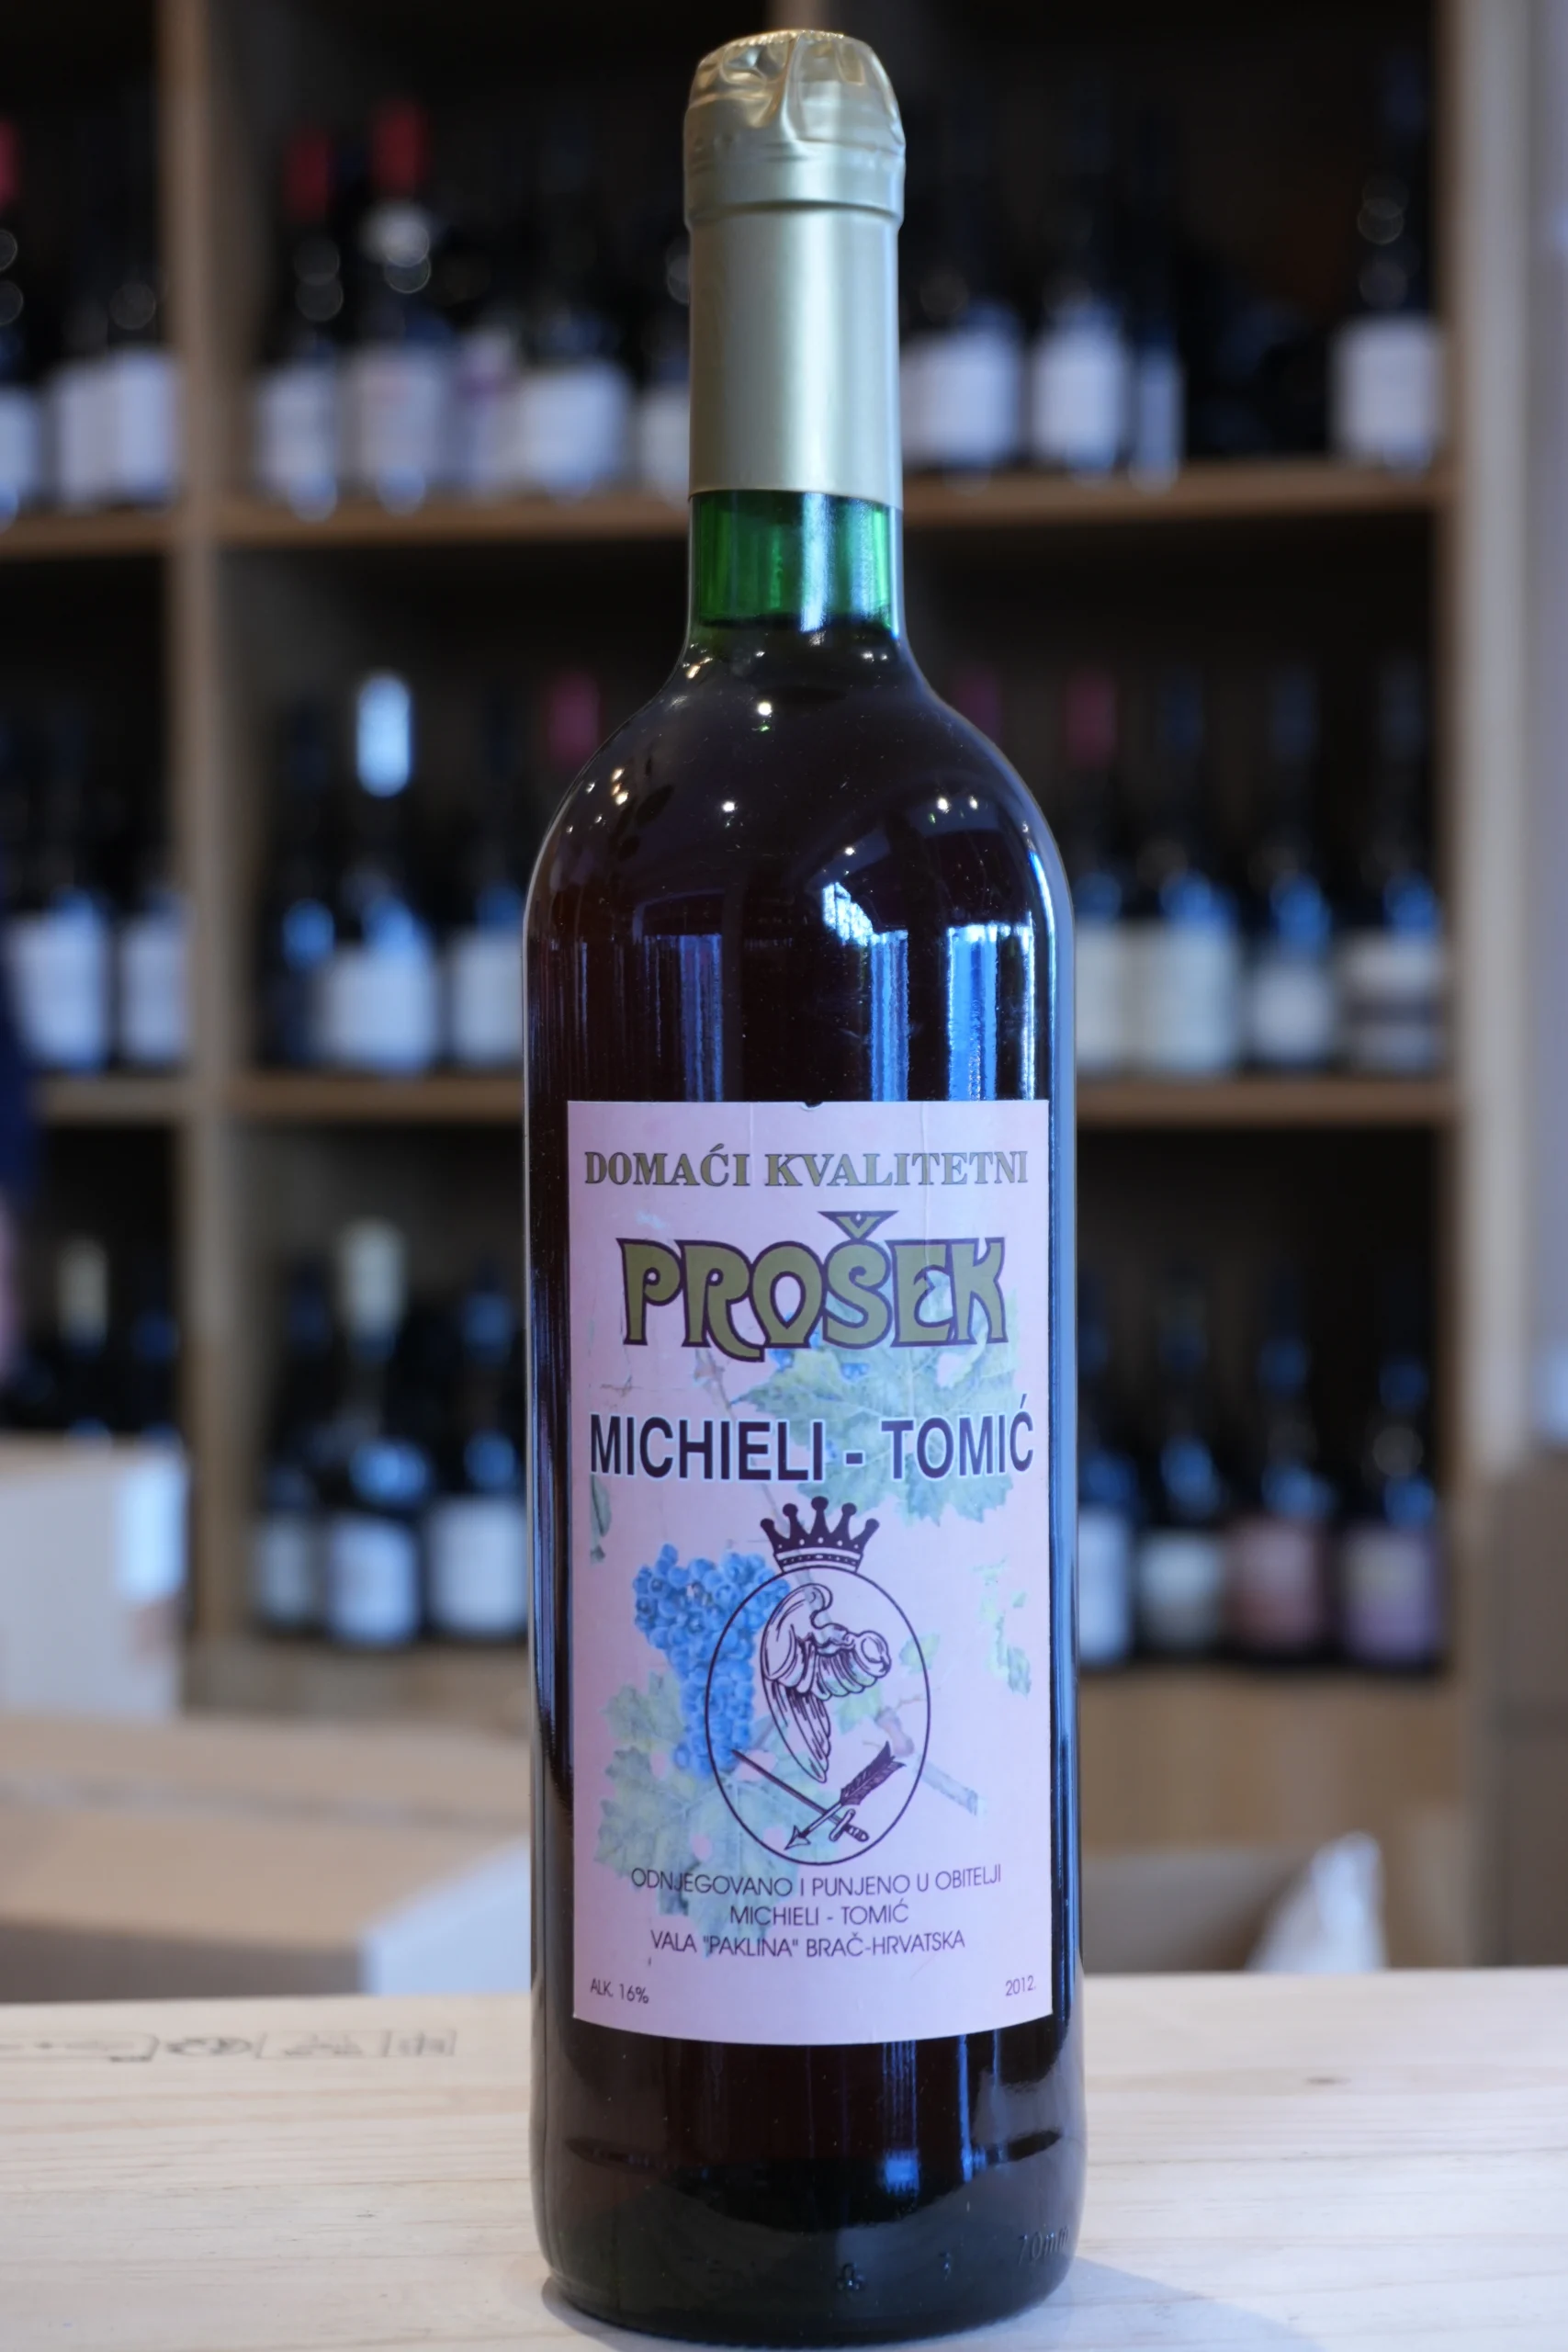 DOMAĆI KVALITETNI
PROŠEK
MICHIELI - TOMIĆ
ODNJEGOVANO I PUNJENO U OBITELJI
MICHIELI - TOMIĆ
VALA "PAKLINA" BRAČ-HRVATSKA
ALK. 16%
2012.